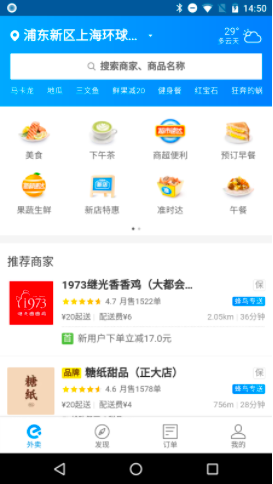 14:50
浦东新区上海环球...
29°
多云天
搜索商家、商品名称
马卡龙 地瓜 三文鱼 鲜果减20 健身餐 红宝石 狂奔的蜗
美食 下午茶 商超便利 预订早餐
果蔬生鲜 新店特惠 准时达 午餐
推荐商家
1973
1973继光香香鸡（大都会...
保
4.7 月售1522单
蜂鸟专送
¥20起送 配送费¥6
2.05km 36分钟
首 新用户下单立减17.0元
糖纸
品牌 糖纸甜品（正大店）
保
4.6 月售1578单
蜂鸟专送
¥20起送 配送费¥4
756m 28分钟
外卖 发现 订单 我的